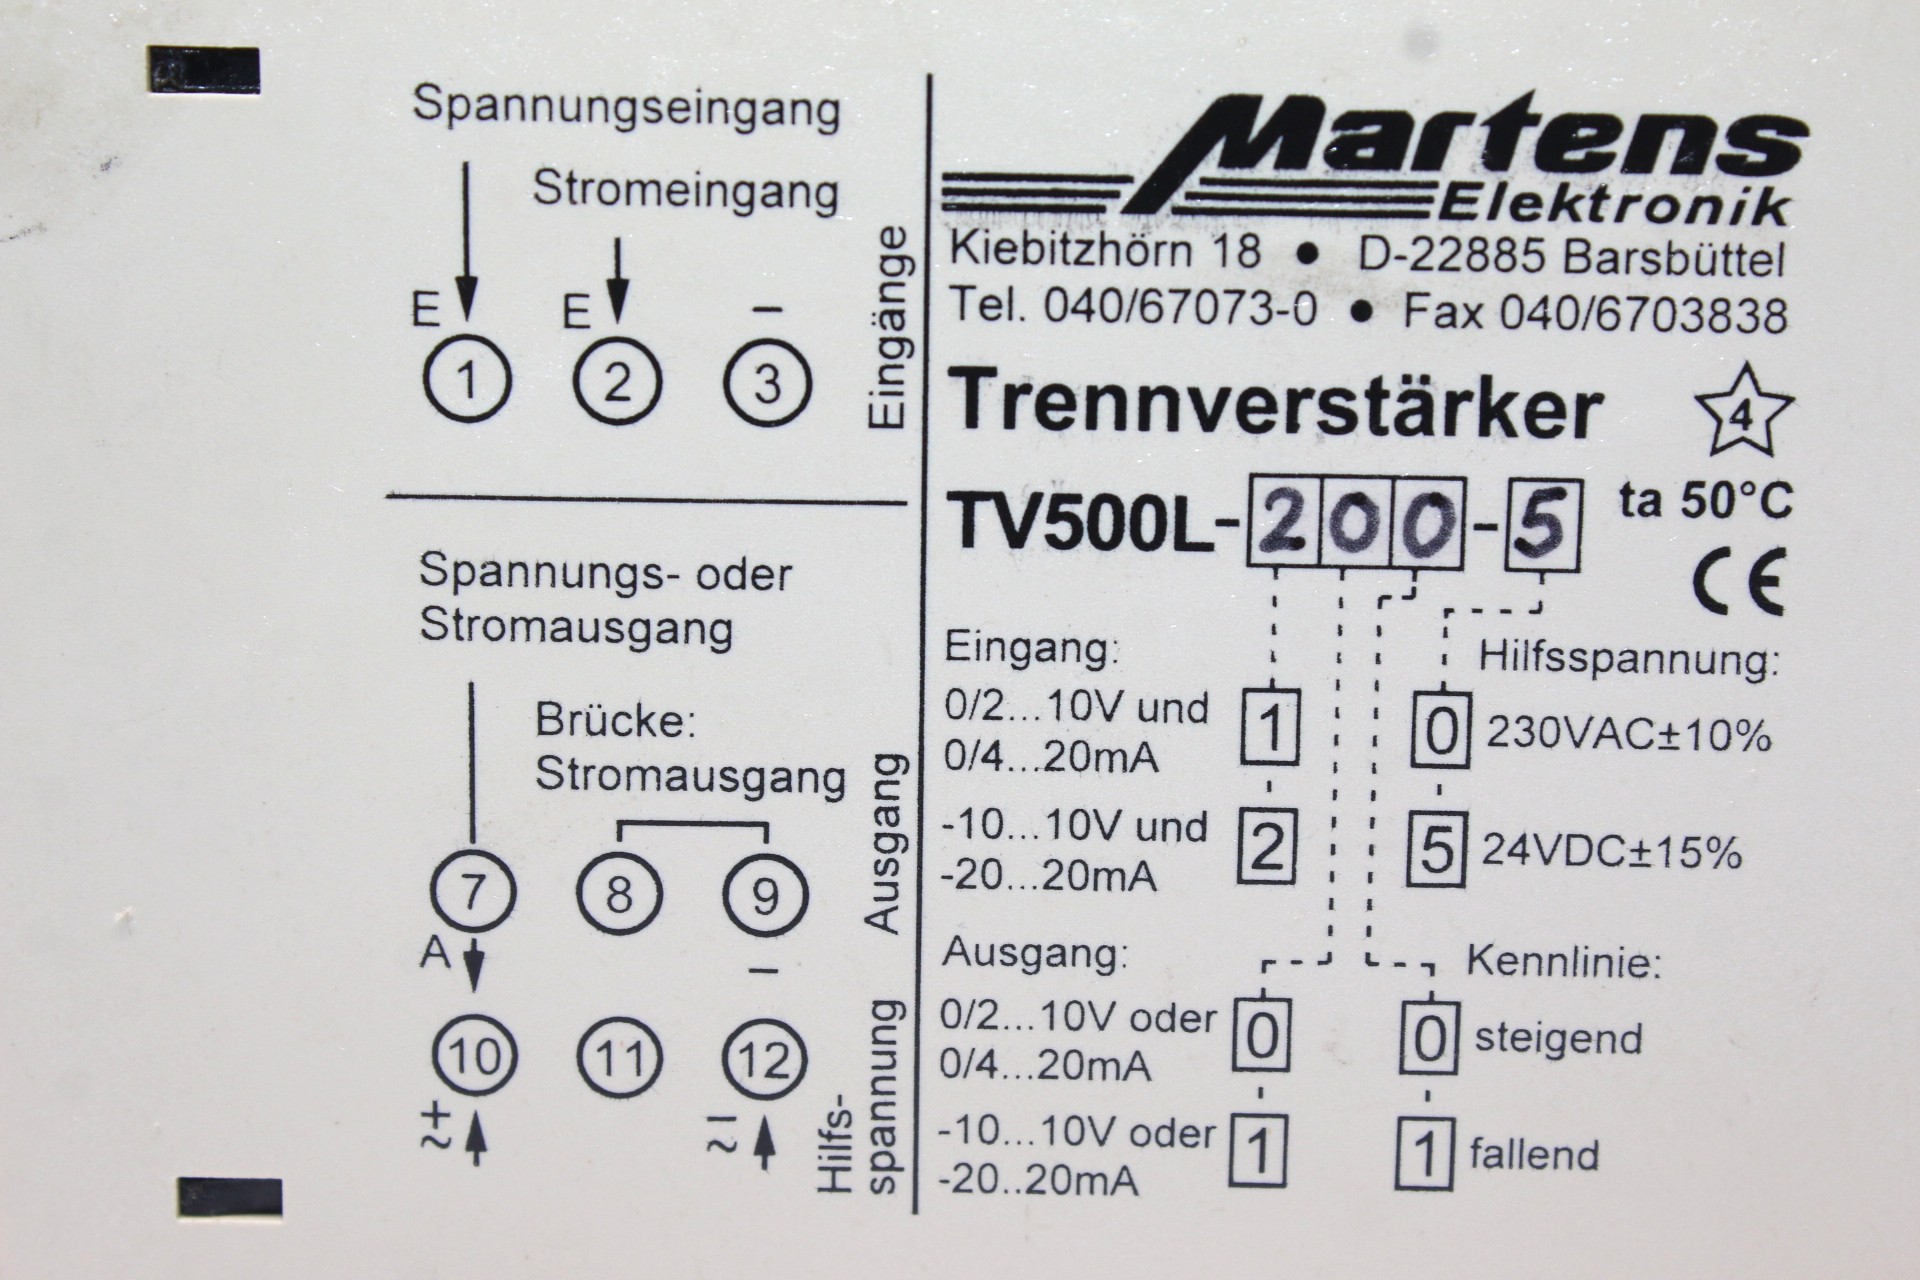 Spannungseingang
Stromeingang
E E –
1 2 3
Eingänge
Spannungs- oder
Stromausgang
Brücke:
Stromausgang
7 8 9
Ausgang
A –
10 11 12
~+ ~–
Hilfs-
spannung
Martens
Elektronik
Kiebitzhörn 18 • D-22885 Barsbüttel
Tel. 040/67073-0 • Fax 040/6703838
Trennverstärker 4
TV500L-200-5 ta 50°C
CE
Eingang: Hilfsspannung:
0/2...10V und 1 0 230VAC±10%
0/4...20mA
-10...10V und 2 5 24VDC±15%
-20...20mA
Ausgang: Kennlinie:
0/2...10V oder 0 0 steigend
0/4...20mA
-10...10V oder 1 1 fallend
-20..20mA